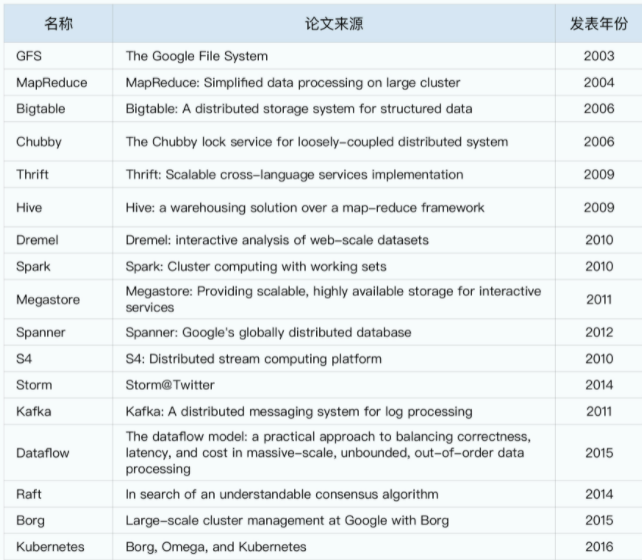 名称 论文来源 发表年份
GFS The Google File System 2003
MapReduce MapReduce: Simplified data processing on large cluster 2004
Bigtable Bigtable: A distributed storage system for structured data 2006
Chubby The Chubby lock service for loosely-coupled distributed system 2006
Thrift Thrift: Scalable cross-language services implementation 2009
Hive Hive: a warehousing solution over a map-reduce framework 2009
Dremel Dremel: interactive analysis of web-scale datasets 2010
Spark Spark: Cluster computing with working sets 2010
Megastore Megastore: Providing scalable, highly available storage for interactive
services 2011
Spanner Spanner: Google's globally distributed database 2012
S4 S4: Distributed stream computing platform 2010
Storm Storm@Twitter 2014
Kafka Kafka: A distributed messaging system for log processing 2011
Dataflow The dataflow model: a practical approach to balancing correctness,
latency, and cost in massive-scale, unbounded, out-of-order data
processing 2015
Raft In search of an understandable consensus algorithm 2014
Borg Large-scale cluster management at Google with Borg 2015
Kubernetes Borg, Omega, and Kubernetes 2016